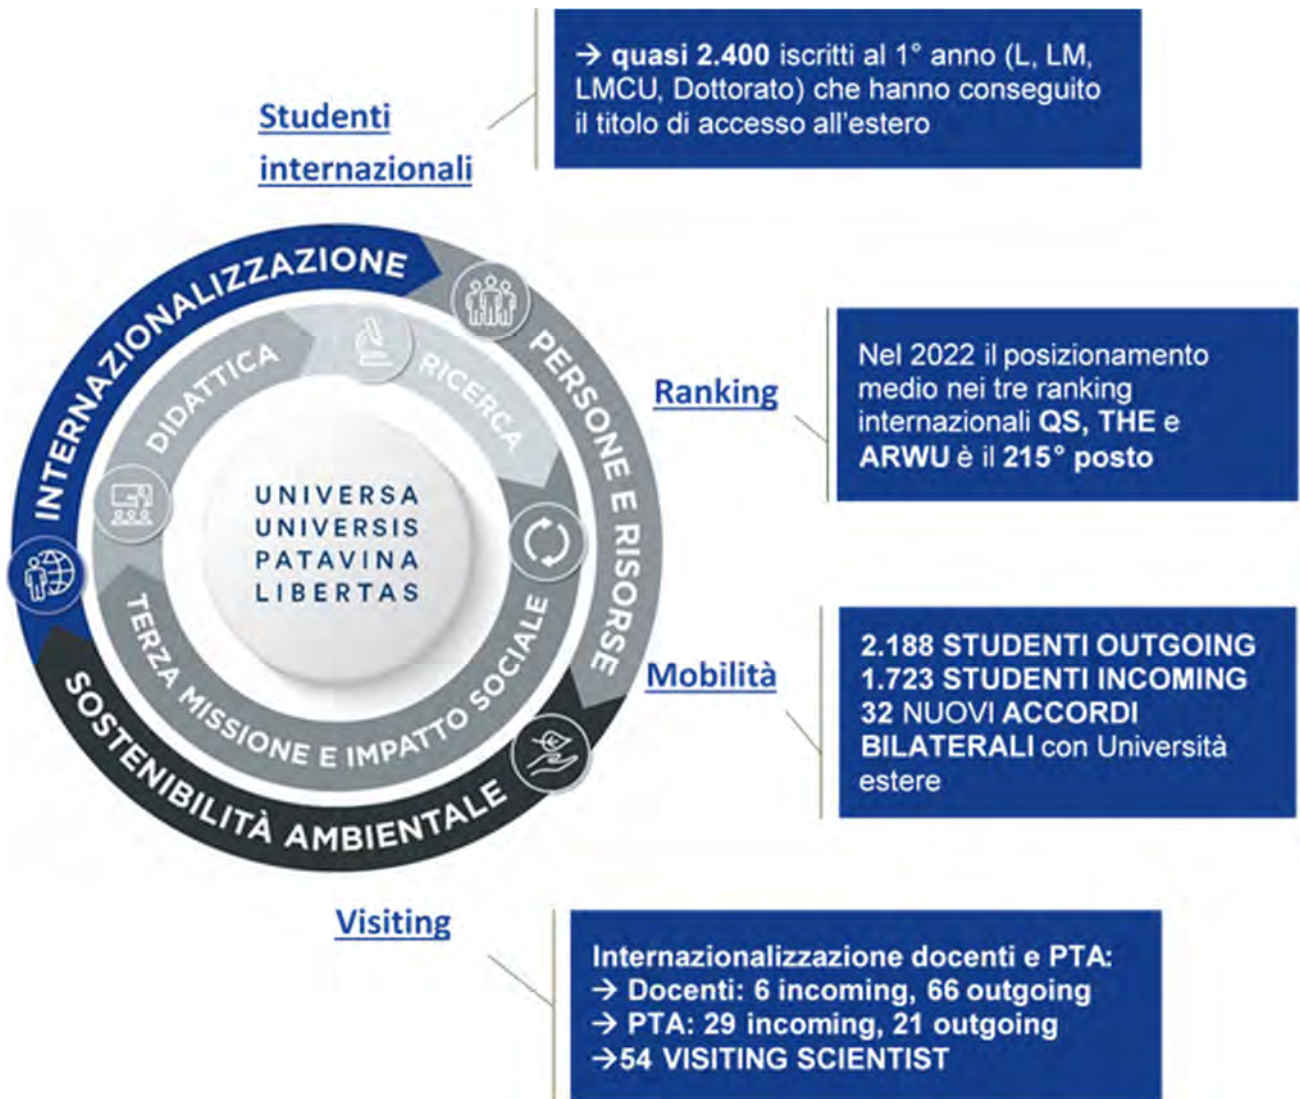 Studenti
internazionali
→ quasi 2.400 iscritti al 1° anno (L, LM,
LMCU, Dottorato) che hanno conseguito
il titolo di accesso all'estero
INTERNAZIONALIZZAZIONE
PERSONE E RISORSE
SOSTENIBILITÀ AMBIENTALE
DIDATTICA
RICERCA
TERZA MISSIONE E IMPATTO SOCIALE
UNIVERSA
UNIVERSIS
PATAVINA
LIBERTAS
Ranking
Nel 2022 il posizionamento
medio nei tre ranking
internazionali QS, THE e
ARWU è il 215° posto
Mobilità
2.188 STUDENTI OUTGOING
1.723 STUDENTI INCOMING
32 NUOVI ACCORDI
BILATERALI con Università
estere
Visiting
Internazionalizzazione docenti e PTA:
→ Docenti: 6 incoming, 66 outgoing
→ PTA: 29 incoming, 21 outgoing
→54 VISITING SCIENTIST